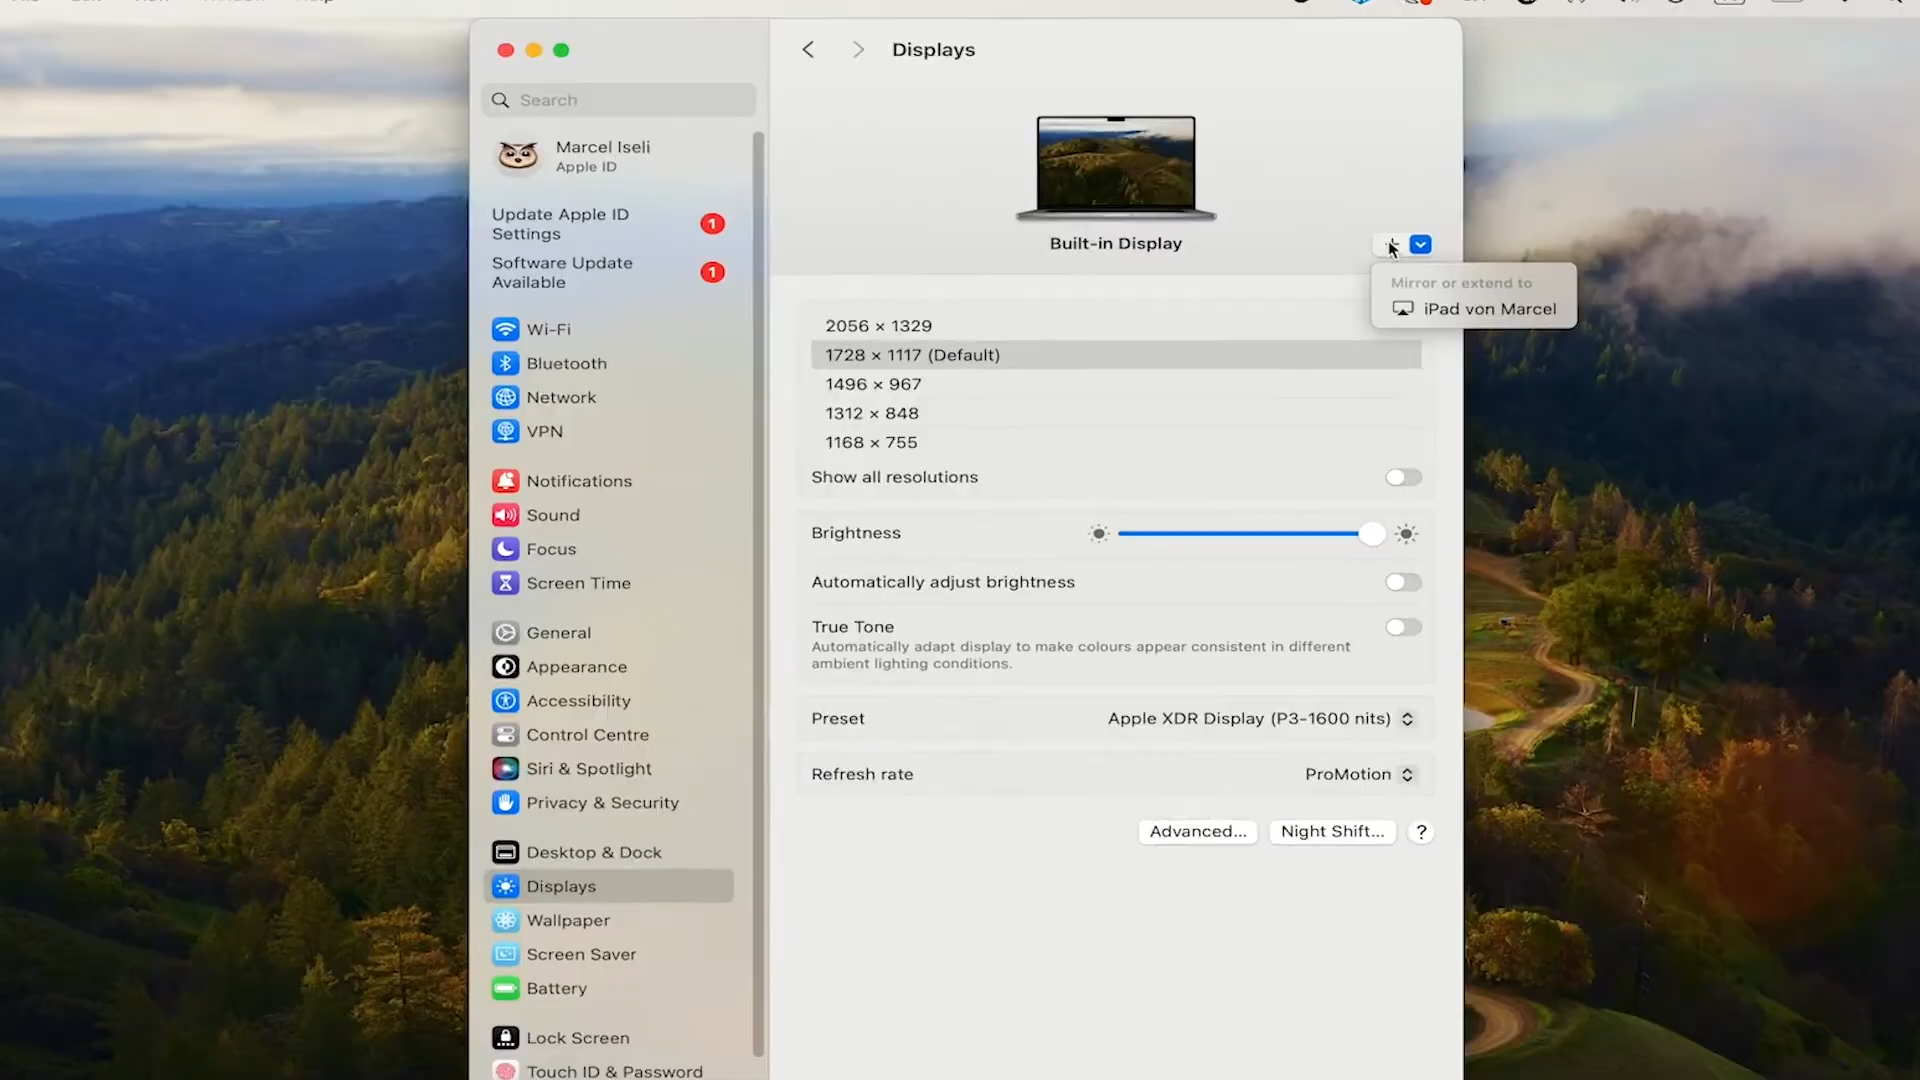 Displays
Search
Marcel Iseli
Apple ID
Update Apple ID
Settings
1
Software Update
Available
1
Wi-Fi
Bluetooth
Network
VPN
Notifications
Sound
Focus
Screen Time
General
Appearance
Accessibility
Control Centre
Siri & Spotlight
Privacy & Security
Desktop & Dock
Displays
Wallpaper
Screen Saver
Battery
Lock Screen
Touch ID & Password
Built-in Display
Mirror or extend to
iPad von Marcel
2056 × 1329
1728 × 1117 (Default)
1496 × 967
1312 × 848
1168 × 755
Show all resolutions
Brightness
Automatically adjust brightness
True Tone
Automatically adapt display to make colours appear consistent in different
ambient lighting conditions.
Preset
Apple XDR Display (P3-1600 nits)
Refresh rate
ProMotion
Advanced...
Night Shift...
?